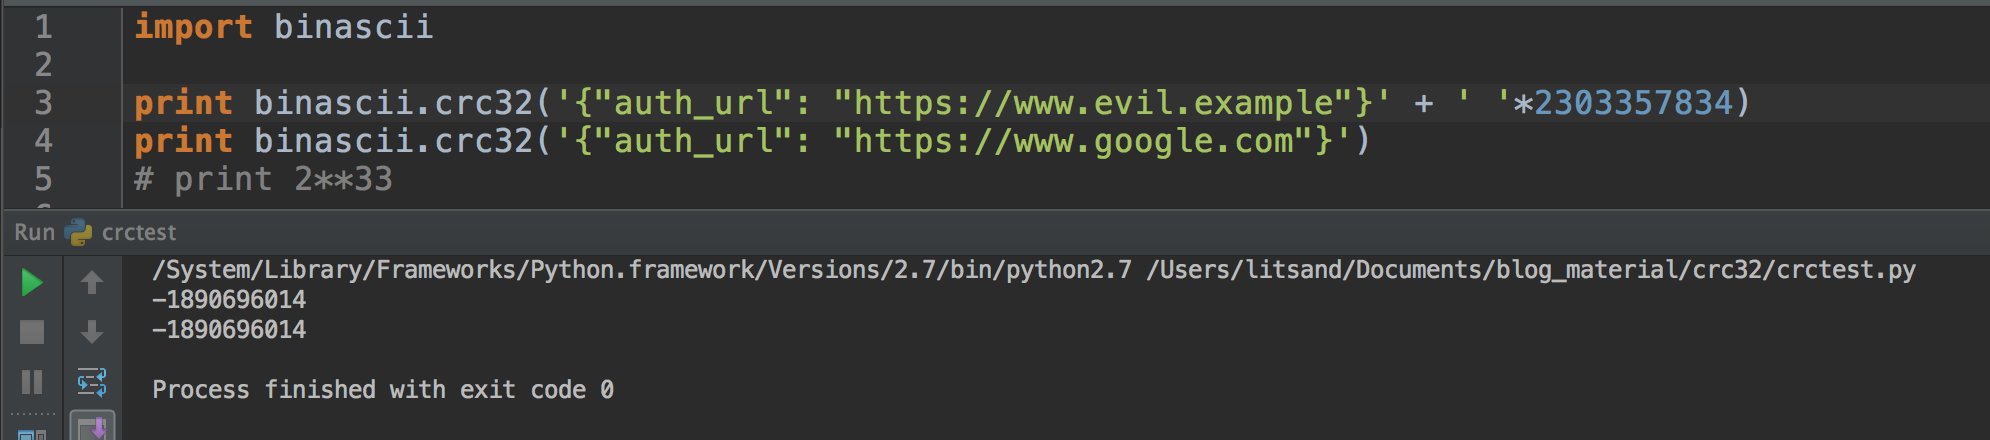 1 import binascii
2
3 print binascii.crc32('{"auth_url": "https://www.evil.example"}' + ' '*2303357834)
4 print binascii.crc32('{"auth_url": "https://www.google.com"}')
5 # print 2**33
Run crctest
/System/Library/Frameworks/Python.framework/Versions/2.7/bin/python2.7 /Users/litsand/Documents/blog_material/crc32/crctest.py
-1890696014
-1890696014
Process finished with exit code 0